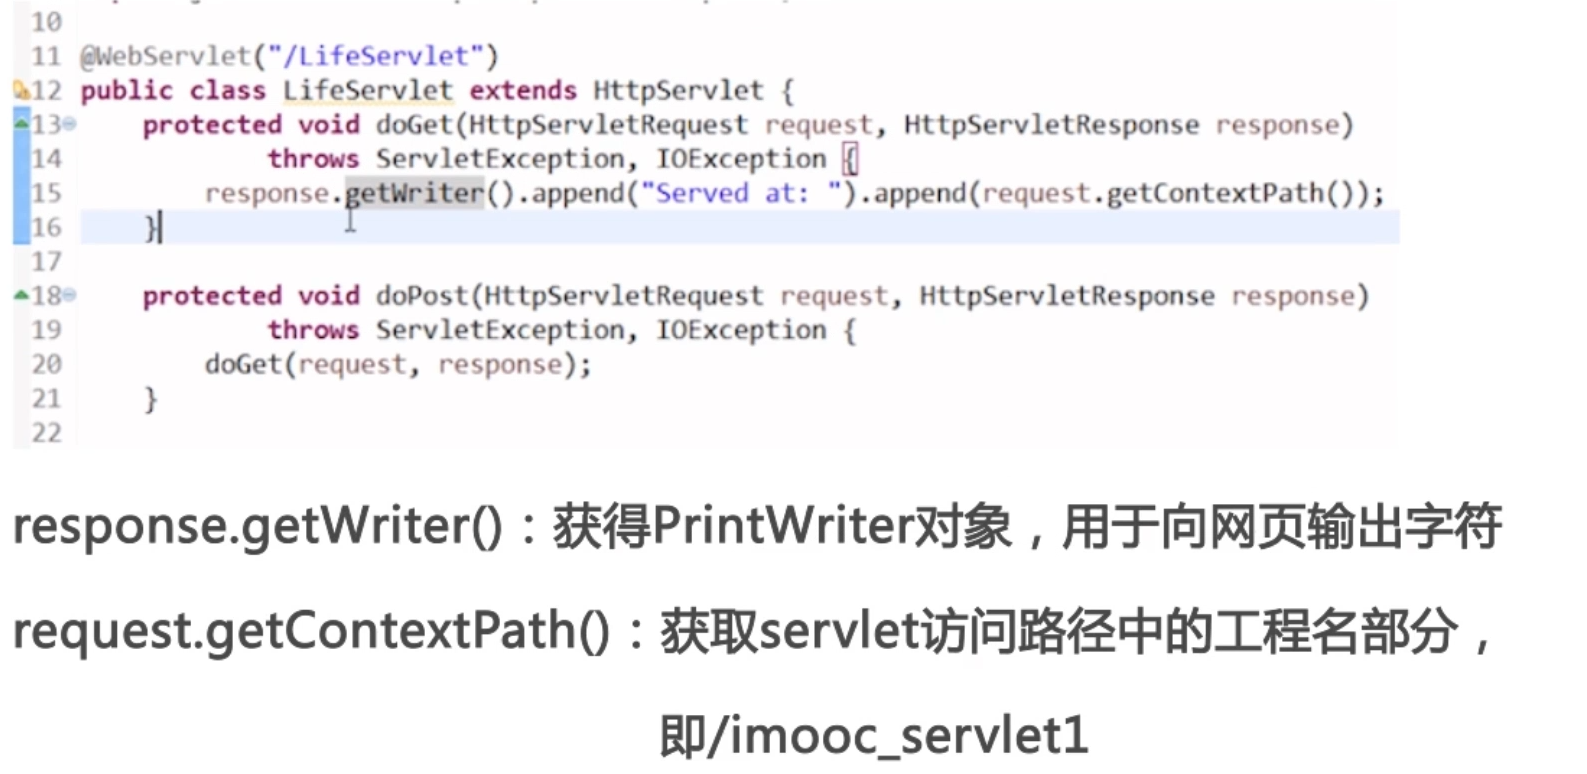 10
11 @WebServlet("/LifeServlet")
12 public class LifeServlet extends HttpServlet {
13 protected void doGet(HttpServletRequest request, HttpServletResponse response)
14 throws ServletException, IOException {
15 response.getWriter().append("Served at: ").append(request.getContextPath());
16 }
17
18 protected void doPost(HttpServletRequest request, HttpServletResponse response)
19 throws ServletException, IOException {
20 doGet(request, response);
21 }
22
response.getWriter()：获得PrintWriter对象，用于向网页输出字符
request.getContextPath()：获取servlet访问路径中的工程名部分，
即/imooc_servlet1